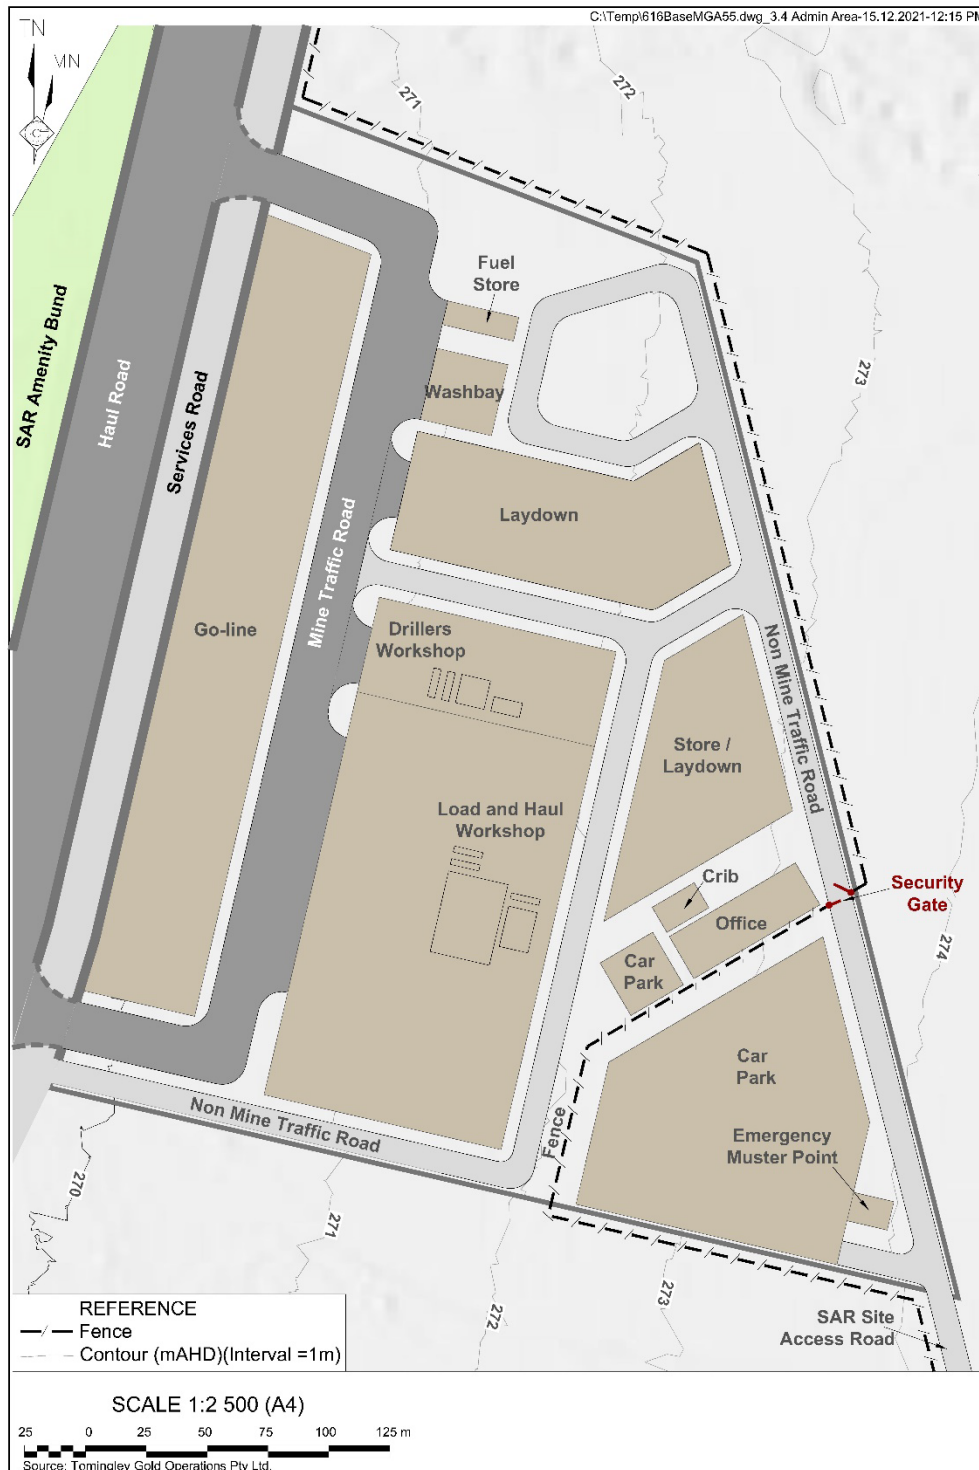 C:\Temp\616BaseMGA55.dwg_3.4 Admin Area-15.12.2021-12:15 PM
TN
MN
271
272
Fuel
Store
273
SAR Amenity Bund
Haul Road
Services Road
Washbay
Mine Traffic Road
Laydown
Go-line
Drillers
Workshop
Non Mine Traffic Road
Store /
Laydown
Load and Haul
Workshop
Crib
Security
Gate
Office
274
Car
Park
Car
Park
Non Mine Traffic Road
Fence
Emergency
Muster Point
270
271
272
273
SAR Site
Access Road
REFERENCE
Fence
Contour (mAHD)(Interval =1m)
SCALE 1:2 500 (A4)
25 0 25 50 75 100 125 m
Source: Tomingley Gold Operations Pty Ltd.